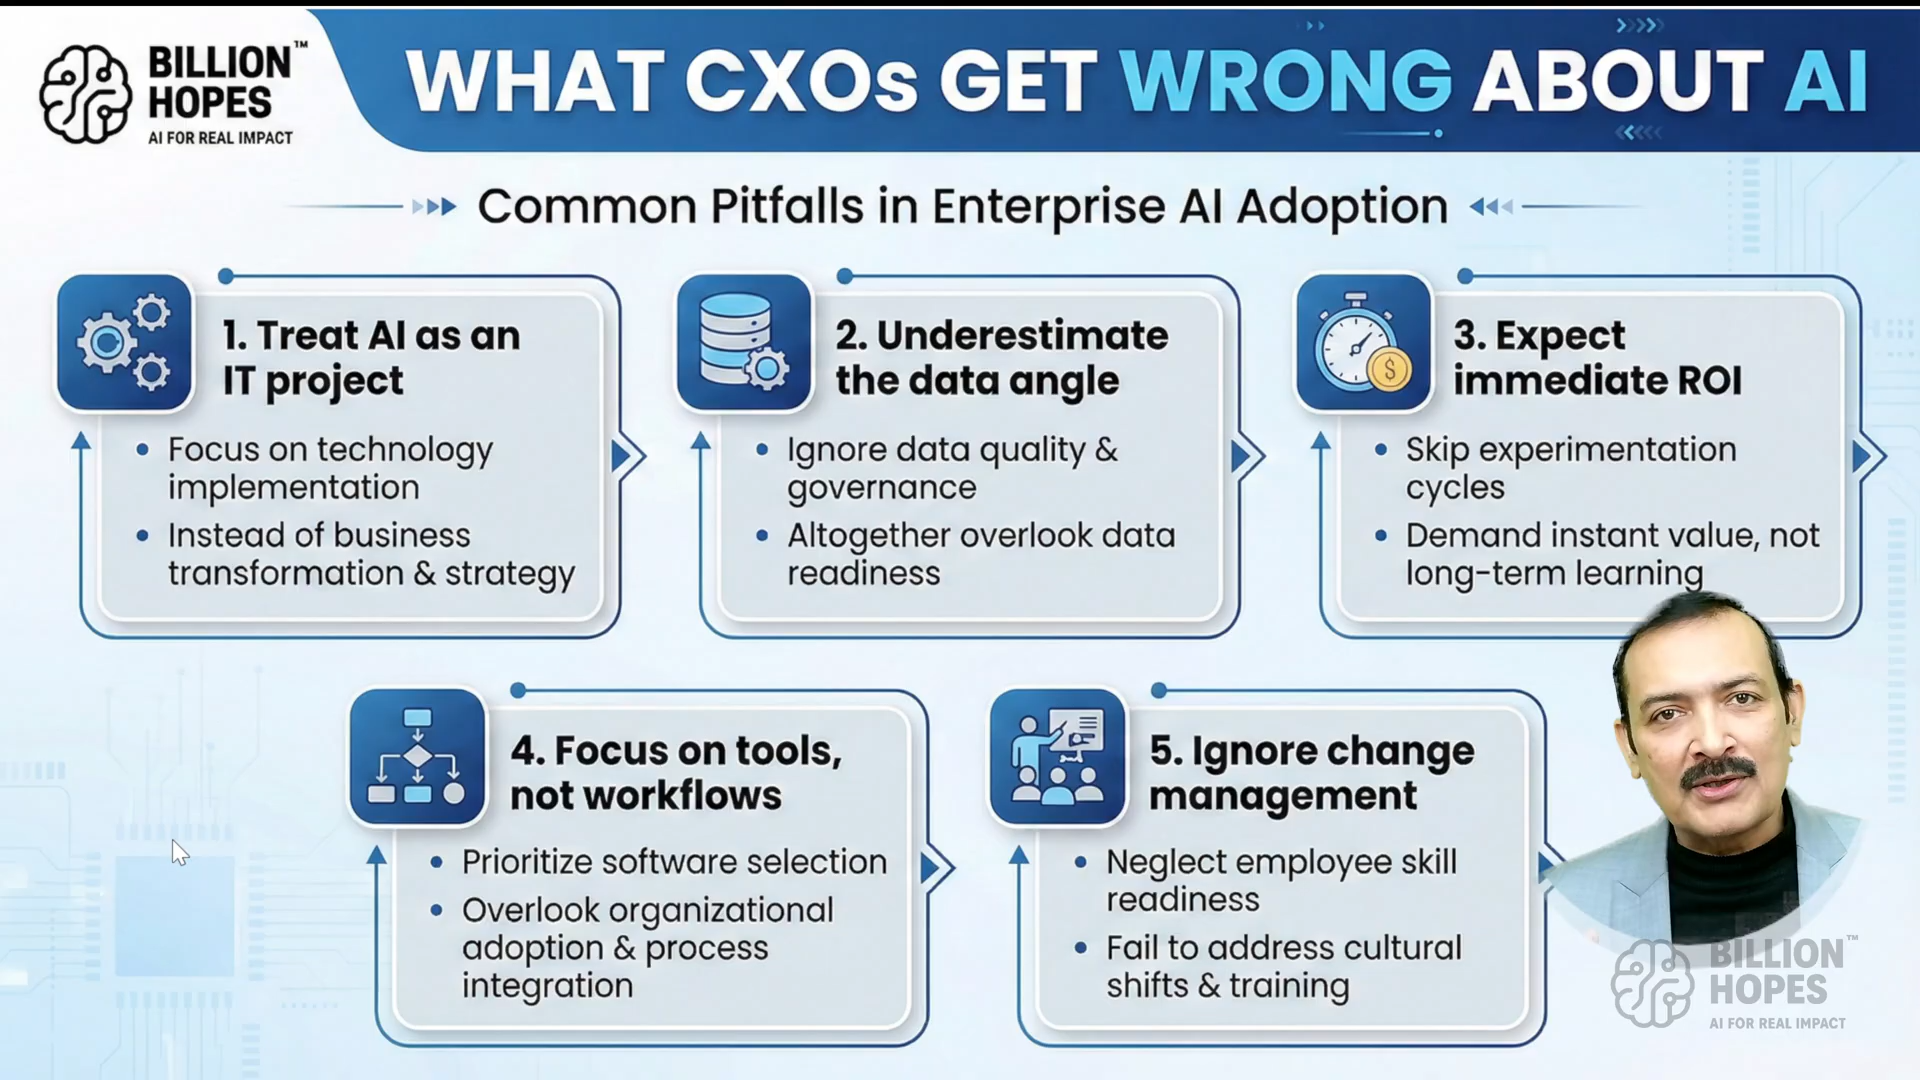 BILLION™
HOPES
AI FOR REAL IMPACT
WHAT CXOs GET WRONG ABOUT AI
Common Pitfalls in Enterprise AI Adoption
1. Treat AI as an
IT project
• Focus on technology
implementation
• Instead of business
transformation & strategy
2. Underestimate
the data angle
• Ignore data quality &
governance
• Altogether overlook data
readiness
3. Expect
immediate ROI
$
• Skip experimentation
cycles
• Demand instant value, not
long-term learning
4. Focus on tools,
not workflows
• Prioritize software selection
• Overlook organizational
adoption & process
integration
5. Ignore change
management
• Neglect employee skill
readiness
• Fail to address cultural
shifts & training
BILLION™
HOPES
AI FOR REAL IMPACT